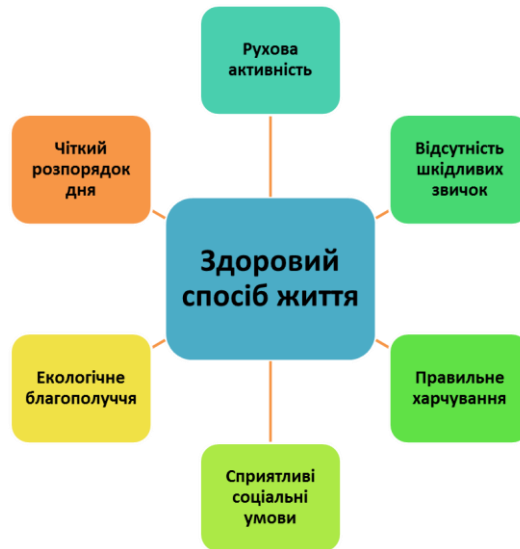 Рухова
активність
Чіткий
розпорядок
дня
Відсутність
шкідливих
звичок
Здоровий
спосіб життя
Екологічне
благополуччя
Правильне
харчування
Сприятливі
соціальні
умови